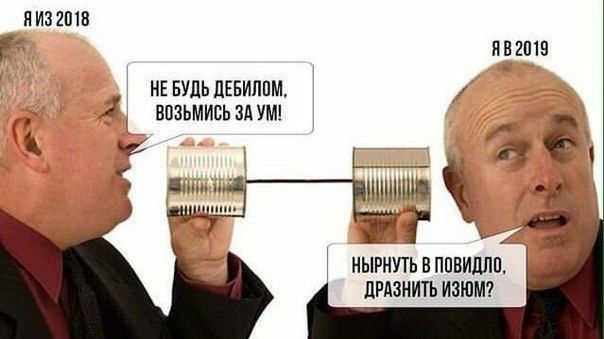 Я ИЗ 2018
Я В 2019
НЕ БУДЬ ДЕБИЛОМ,
ВОЗЬМИСЬ ЗА УМ!
НЫРНУТЬ В ПОВИДЛО,
ДРАЗНИТЬ ИЗЮМ?